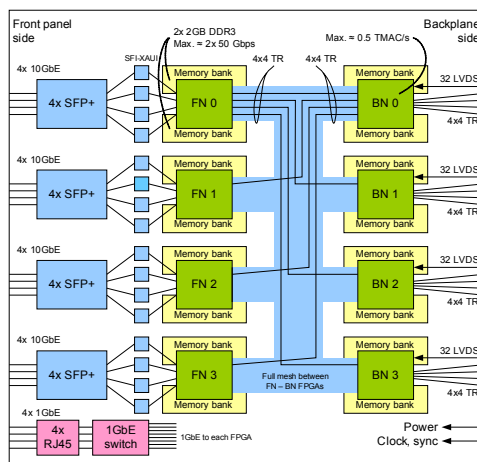 Front panel
side
2x 2GB DDR3
Max. ≈ 2x 50 Gbps
Max. ≈ 0.5 TMAC/s
Backplane
side
SFI-XAUI
4x4 TR
4x4 TR
4x 10GbE
4x SFP+
Memory bank
FN 0
Memory bank
Memory bank
BN 0
Memory bank
32 LVDS
4x4 TR
4x 10GbE
4x SFP+
Memory bank
FN 1
Memory bank
Memory bank
BN 1
Memory bank
32 LVDS
4x4 TR
4x 10GbE
4x SFP+
Memory bank
FN 2
Memory bank
Memory bank
BN 2
Memory bank
32 LVDS
4x4 TR
4x 10GbE
4x SFP+
Memory bank
FN 3
Memory bank
Full mesh between
FN – BN FPGAs
Memory bank
BN 3
Memory bank
32 LVDS
4x4 TR
4x 1GbE
4x
RJ45
1GbE
switch
1GbE to each FPGA
Power
Clock, sync